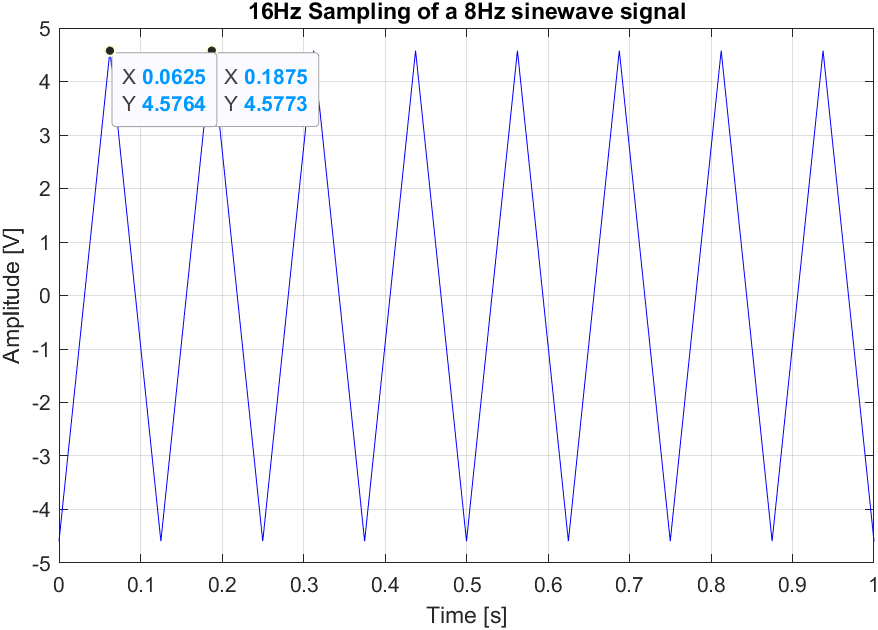 16Hz Sampling of a 8Hz sinewave signal
5
4
3
2
1
0
-1
-2
-3
-4
-5
Amplitude [V]
X 0.0625
Y 4.5764
X 0.1875
Y 4.5773
0 0.1 0.2 0.3 0.4 0.5 0.6 0.7 0.8 0.9 1
Time [s]